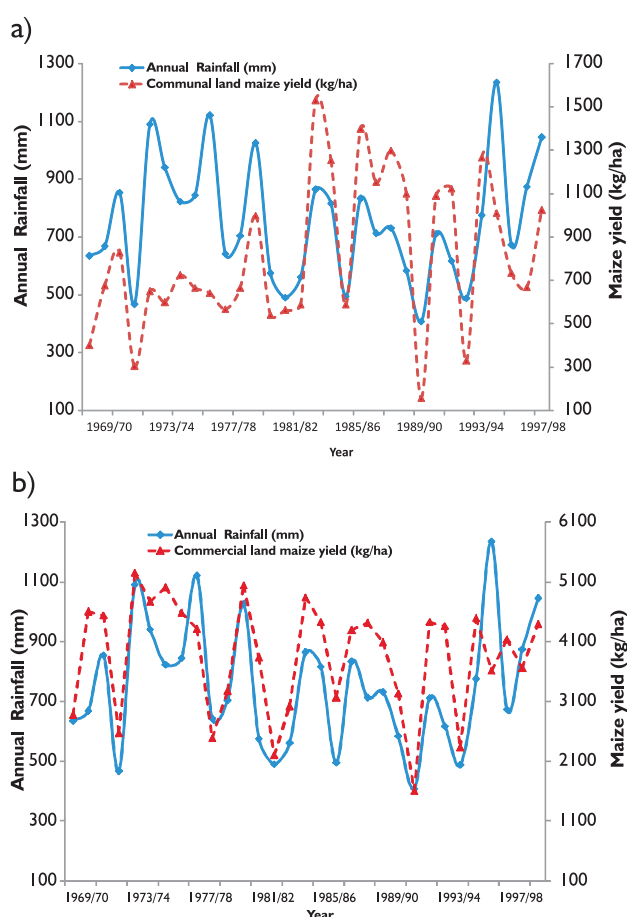 a)
1300 1700
Annual Rainfall (mm)
Communal land maize yield (kg/ha)
1100 1500
1300
900 1100
700 900
700
500 500
300 300
100 100
Annual Rainfall (mm)
Maize yield (kg/ha)
1969/70 1973/74 1977/78 1981/82 1985/86 1989/90 1993/94 1997/98
Year
b)
1300 6100
Annual Rainfall (mm)
Commercial land maize yield (kg/ha)
1100 5100
900 4100
700 3100
500 2100
300 1100
100 100
Annual Rainfall (mm)
Maize yield (kg/ha)
1969/70 1973/74 1977/78 1981/82 1985/86 1989/90 1993/94 1997/98
Year